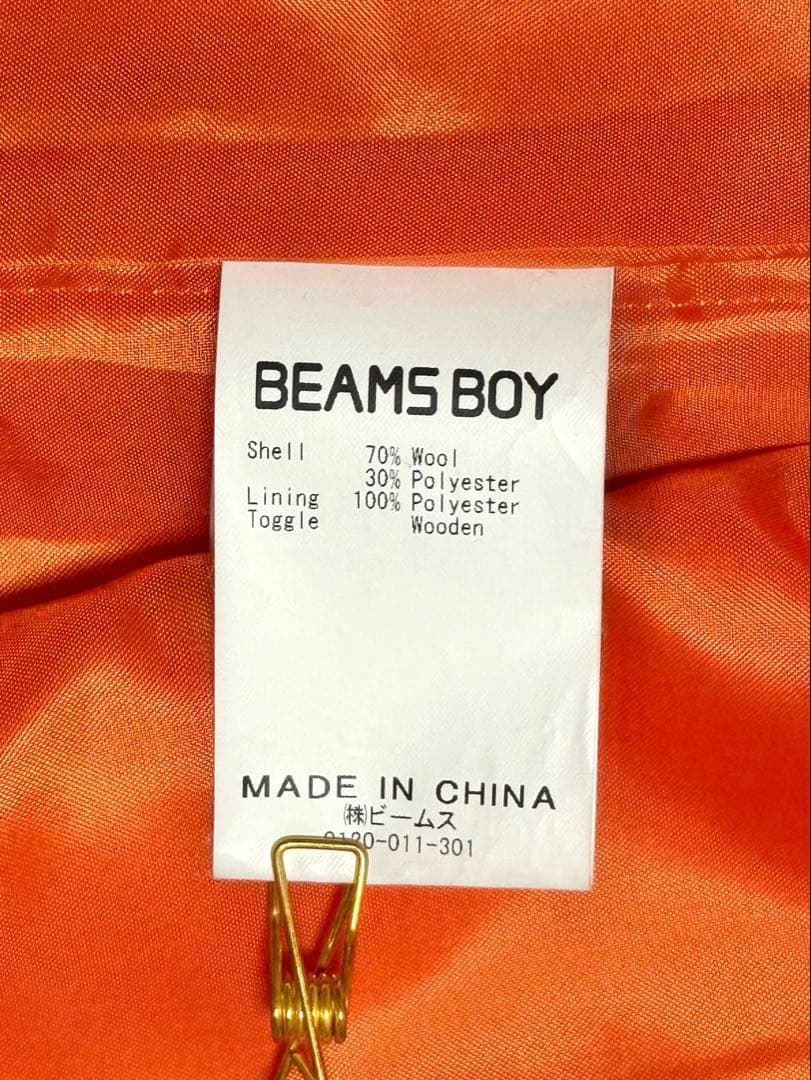 BEAMS BOY
Shell 70% Wool
30% Polyester
Lining 100% Polyester
Toggle Wooden
MADE IN CHINA
㈱ビームス
0120-011-301